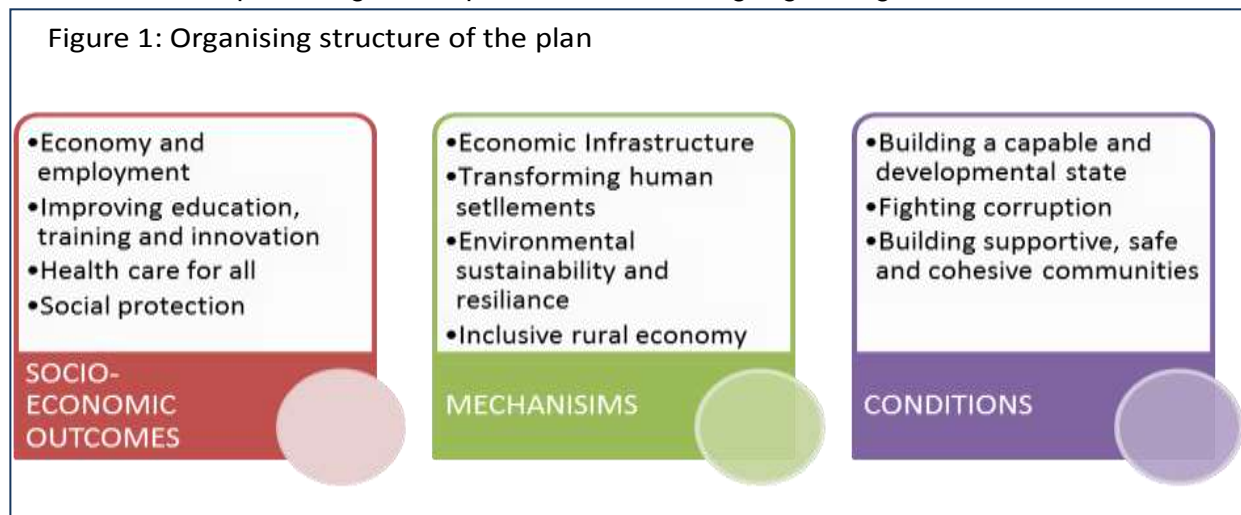 Figure 1: Organising structure of the plan
•Economy and
employment
•Improving education,
training and innovation
•Health care for all
•Social protection
SOCIO-
ECONOMIC
OUTCOMES
•Economic Infrastructure
•Transforming human
setllements
•Environmental
sustainability and
resiliance
•Inclusive rural economy
MECHANISIMS
•Building a capable and
developmental state
•Fighting corruption
•Building supportive, safe
and cohesive communities
CONDITIONS